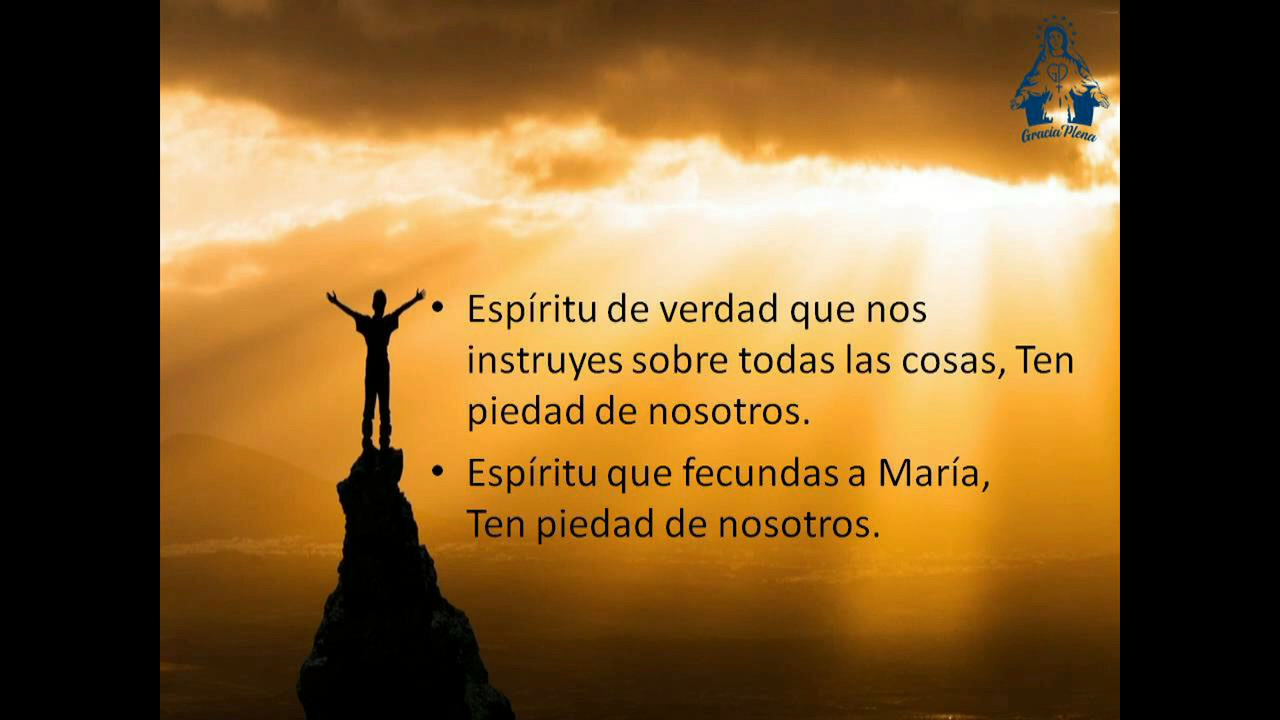 Gracia Plena
• Espíritu de verdad que nos
instruyes sobre todas las cosas, Ten
piedad de nosotros.
• Espíritu que fecundas a María,
Ten piedad de nosotros.